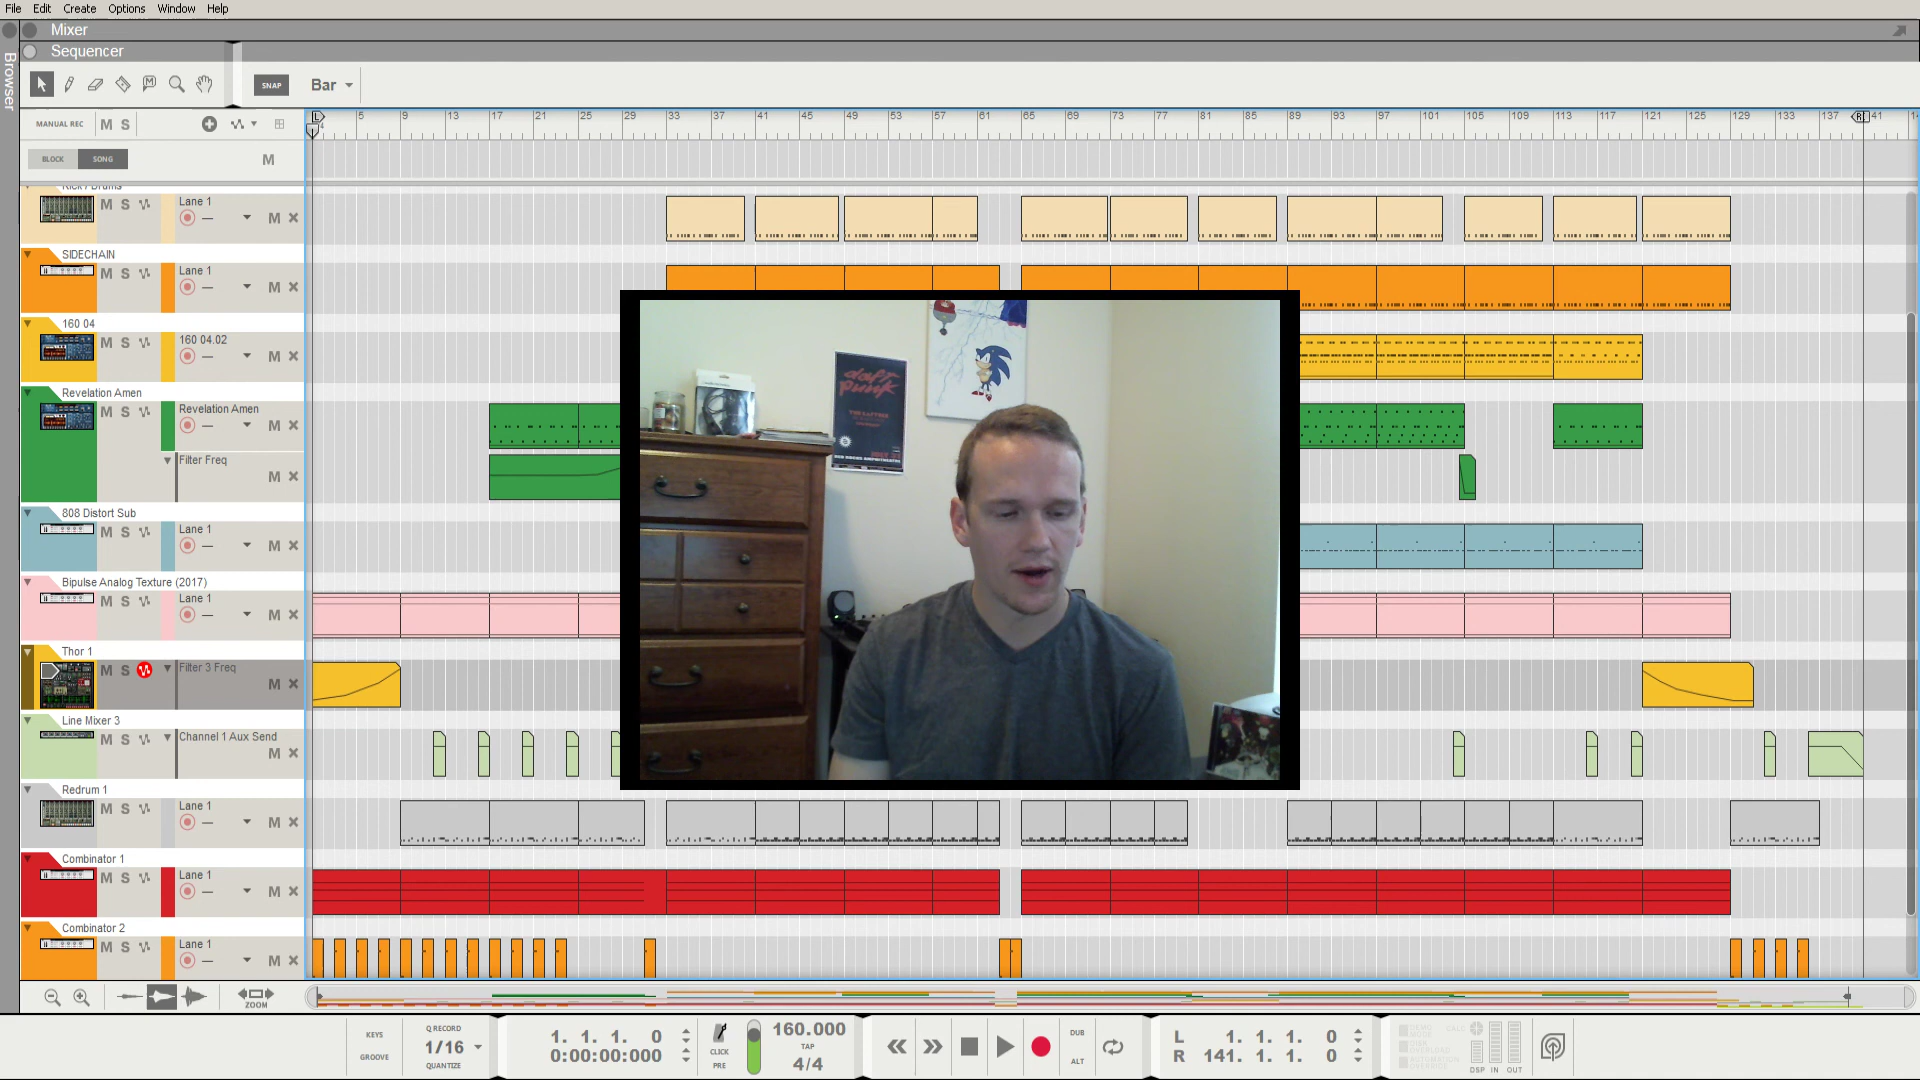 File Edit Create Options Window Help
Mixer
Sequencer
Browser
SNAP Bar
MANUAL REC M S
BLOCK SONG M
5 9 13 17 21 25 29 33 37 41 45 49 53 57 61 65 69 73 77 81 85 89 93 97 101 105 109 113 117 121 125 129 133 137 41
L R
M S Lane 1
M
SIDECHAIN
M S Lane 1
M
160 04
M S 160 04.02
M
Revelation Amen
M S Revelation Amen
M
Filter Freq
M
808 Distort Sub
M S Lane 1
M
Bipulse Analog Texture (2017)
M S Lane 1
M
Thor 1
M S Filter 3 Freq
M
Line Mixer 3
M S Channel 1 Aux Send
M
Redrum 1
M S Lane 1
M
Combinator 1
M S Lane 1
M
Combinator 2
M S Lane 1
M
daft
punk
ZOOM
KEYS
GROOVE
Q RECORD
1/16
QUANTIZE
1. 1. 1. 0
0:00:00:000
CLICK
PRE
160.000
TAP
4/4
DUB
ALT
L 1. 1. 1. 0
R 141. 1. 1. 0
CALC
DSP IN OUT